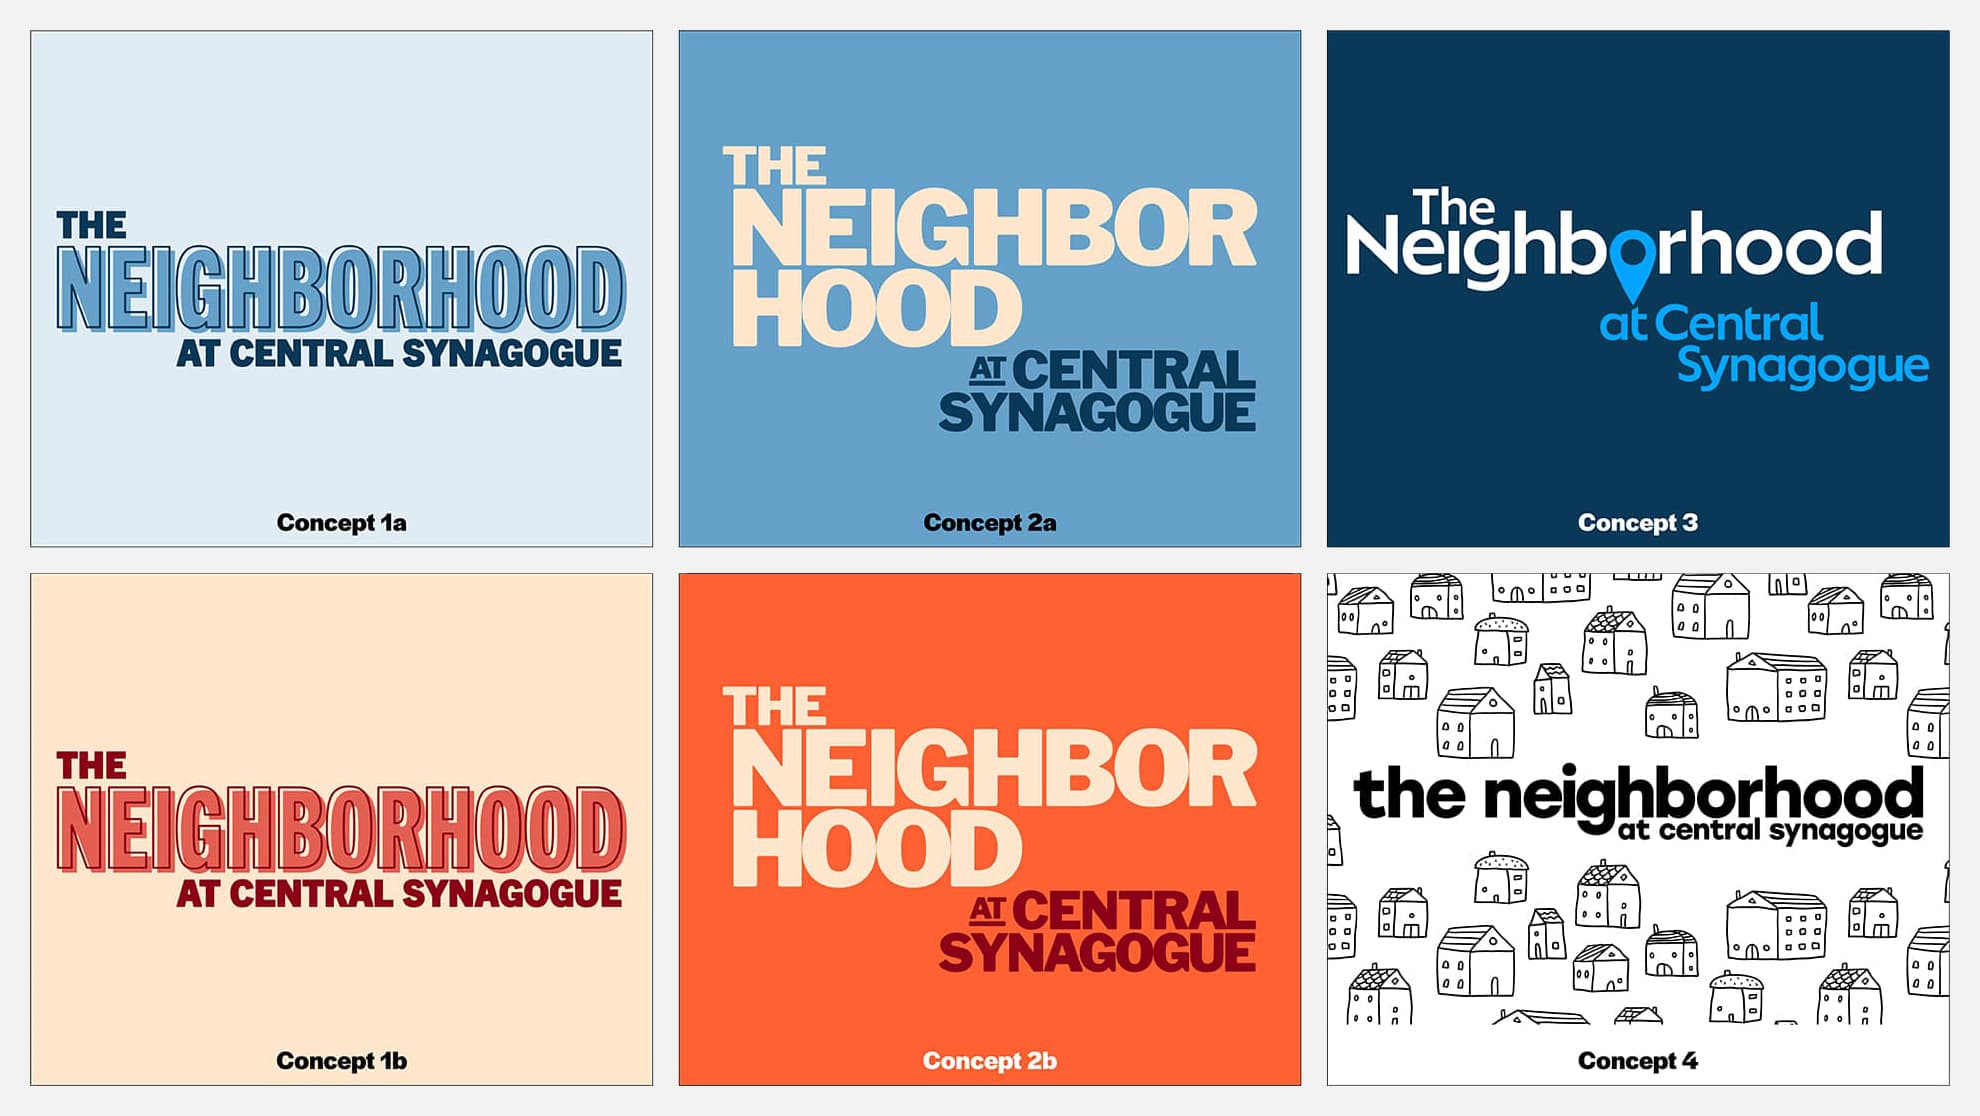 THE
NEIGHBORHOOD
AT CENTRAL SYNAGOGUE
Concept 1a
THE
NEIGHBOR
HOOD
AT CENTRAL
SYNAGOGUE
Concept 2a
The
Neighborhood
at Central
Synagogue
Concept 3
THE
NEIGHBORHOOD
AT CENTRAL SYNAGOGUE
Concept 1b
THE
NEIGHBOR
HOOD
AT CENTRAL
SYNAGOGUE
Concept 2b
the neighborhood
at central synagogue
Concept 4